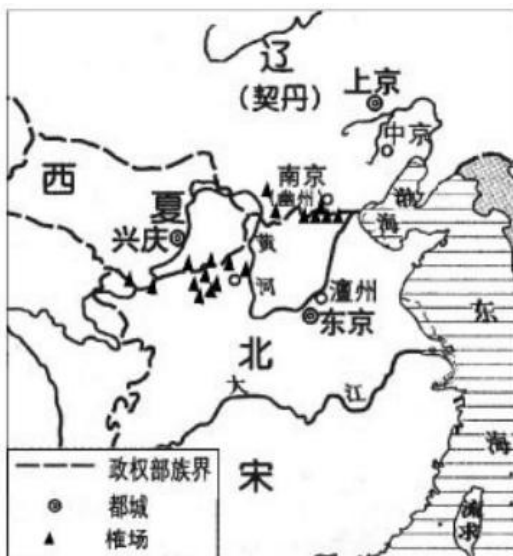 辽
(契丹)
上京
中京
西
夏
南京
幽州
渤
海
兴庆
黄
河
澶州
东京
北
大
江
宋
东
海
流
求
政权部族界
都城
榷场